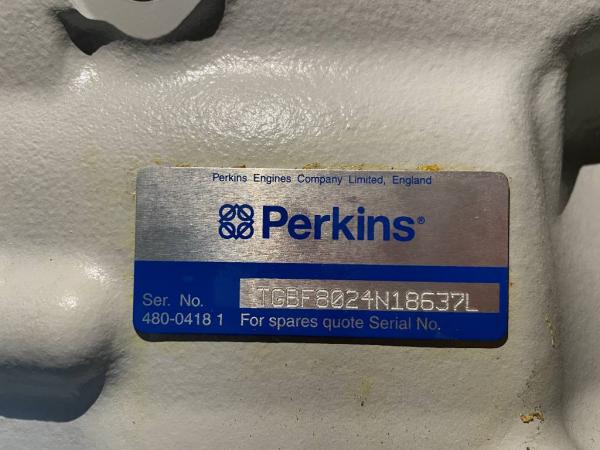 Perkins Engines Company Limited, England
Perkins®
Ser. No. TGBF8024N18637L
480-0418 1 For spares quote Serial No.